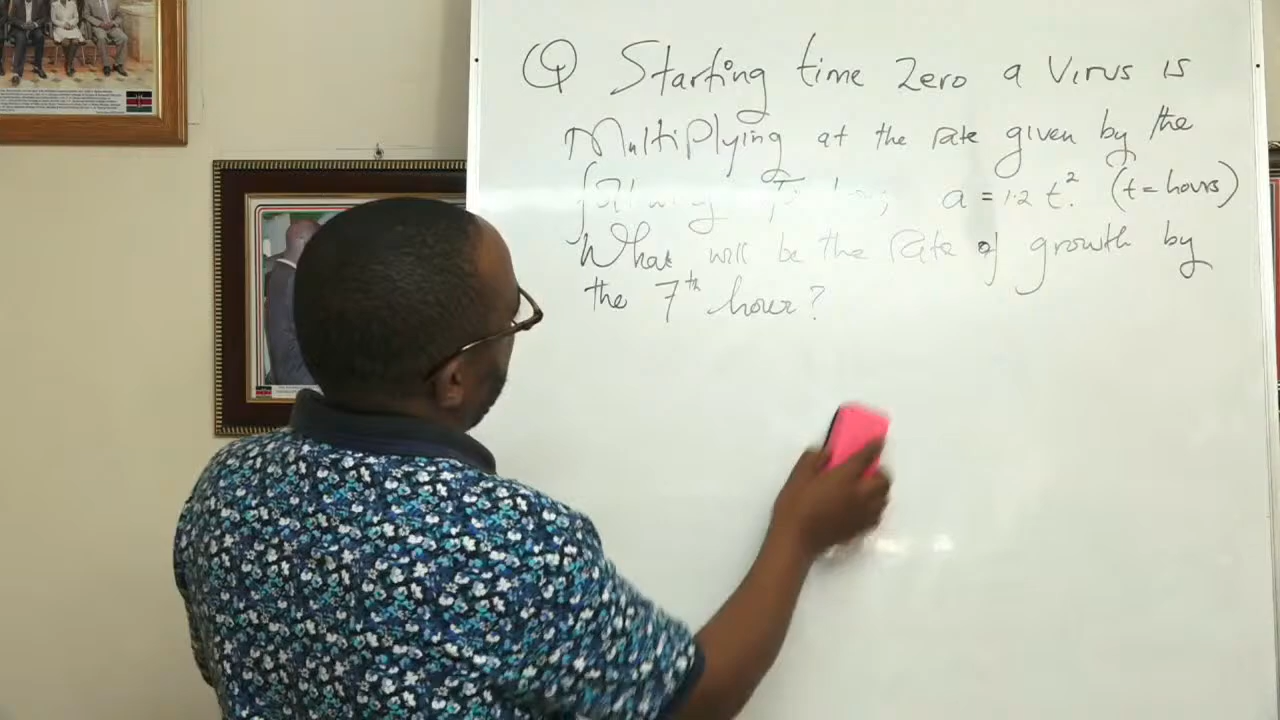 Q Starting time Zero a Virus is
Multiplying at the rate given by the
a = 1.2 t². (t = hours)
What will be the rate of growth by
the 7th hour?